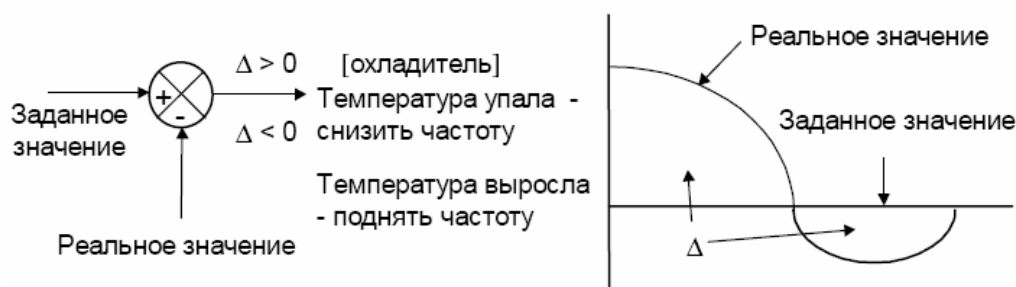 Δ > 0 [охладитель]
Заданное
значение
+
-
Δ < 0
Температура упала -
снизить частоту
Температура выросла
- поднять частоту
Реальное значение
Реальное значение
Заданное значение
Δ